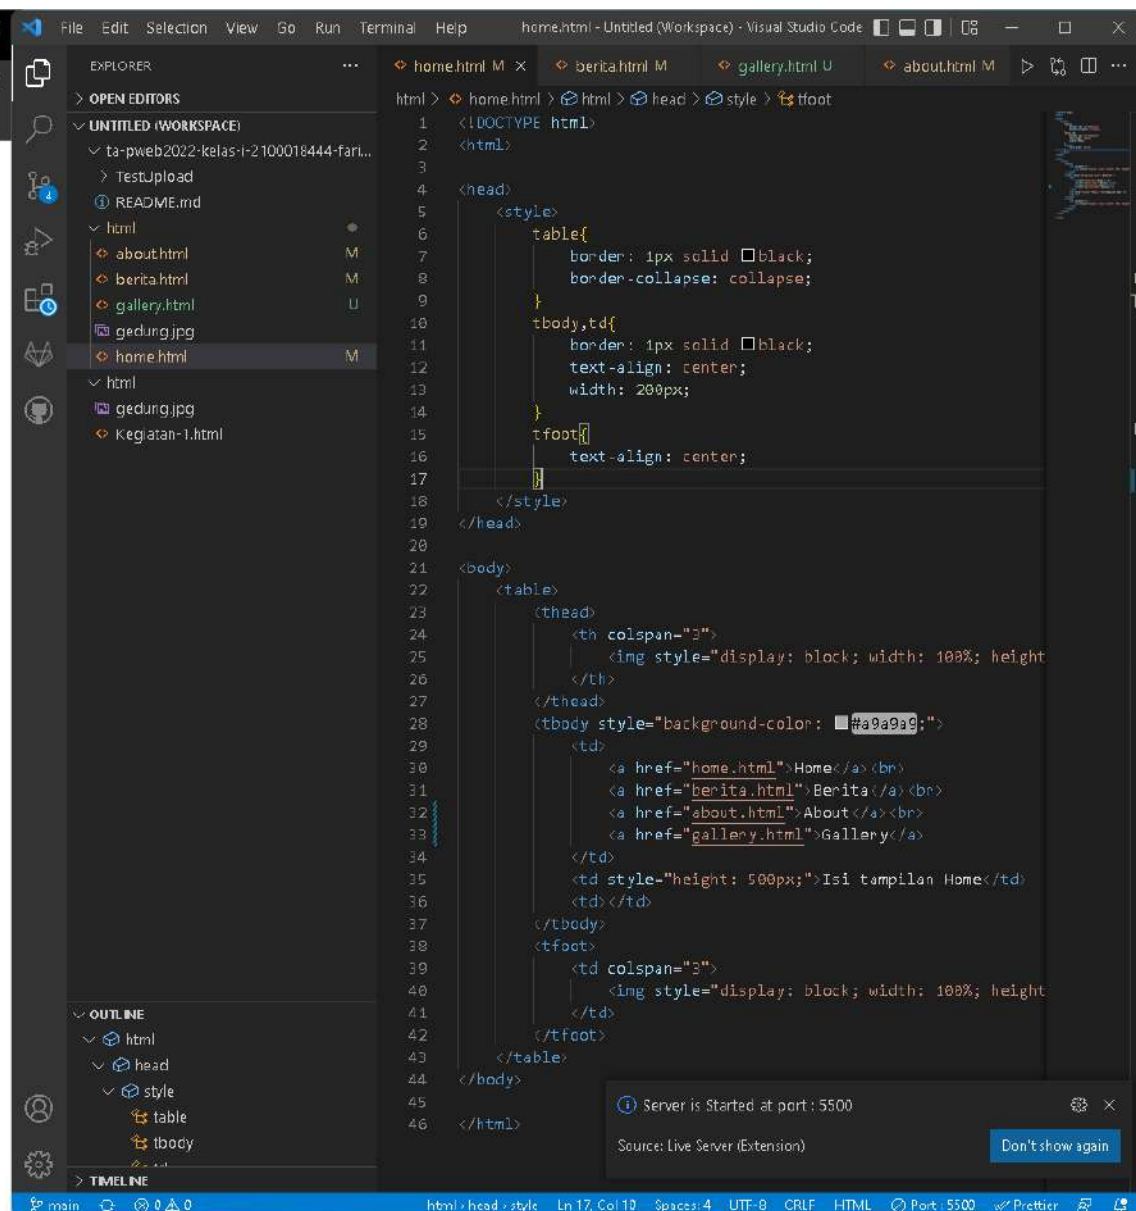 File Edit Selection View Go Run Terminal Help home.html - Untitled (Workspace) - Visual Studio Code
EXPLORER
home.html M
berita.html M
gallery.html U
about.html M
OPEN EDITORS
html > home.html > html > head > style > tfoot
UNTITLED (WORKSPACE)
ta-pweb2022-kelas-i-2100018444-fari...
TestUpload
README.md
html
about.html M
berita.html M
gallery.html U
gedung.jpg
home.html M
html
gedung.jpg
Kegiatan-1.html
1 <!DOCTYPE html>
2 <html>
3
4 <head>
5 <style>
6 table{
7 border: 1px solid black;
8 border-collapse: collapse;
9 }
10 tbody,td{
11 border: 1px solid black;
12 text-align: center;
13 width: 200px;
14 }
15 tfoot{
16 text-align: center;
17 }
18 </style>
19 </head>
20
21 <body>
22 <table>
23 <thead>
24 <th colspan="3">
25 <img style="display: block; width: 100%; height
26 </th>
27 </thead>
28 <tbody style="background-color: #a9a9a9;">
29 <td>
30 <a href="home.html">Home</a><br>
31 <a href="berita.html">Berita</a><br>
32 <a href="about.html">About</a><br>
33 <a href="gallery.html">Gallery</a>
34 </td>
35 <td style="height: 500px;">Isi tampilan Home</td>
36 <td></td>
37 </tbody>
38 <tfoot>
39 <td colspan="3">
40 <img style="display: block; width: 100%; height
41 </td>
42 </tfoot>
43 </table>
44 </body>
45
46 </html>
OUTLINE
html
head
style
table
tbody
TIMELINE
Server is Started at port : 5500
Source: Live Server (Extension)
Don't show again
main 0 0 html > head > style Ln 17, Col 10 Spaces: 4 UTF-8 CRLF HTML Port : 5500 Prettier